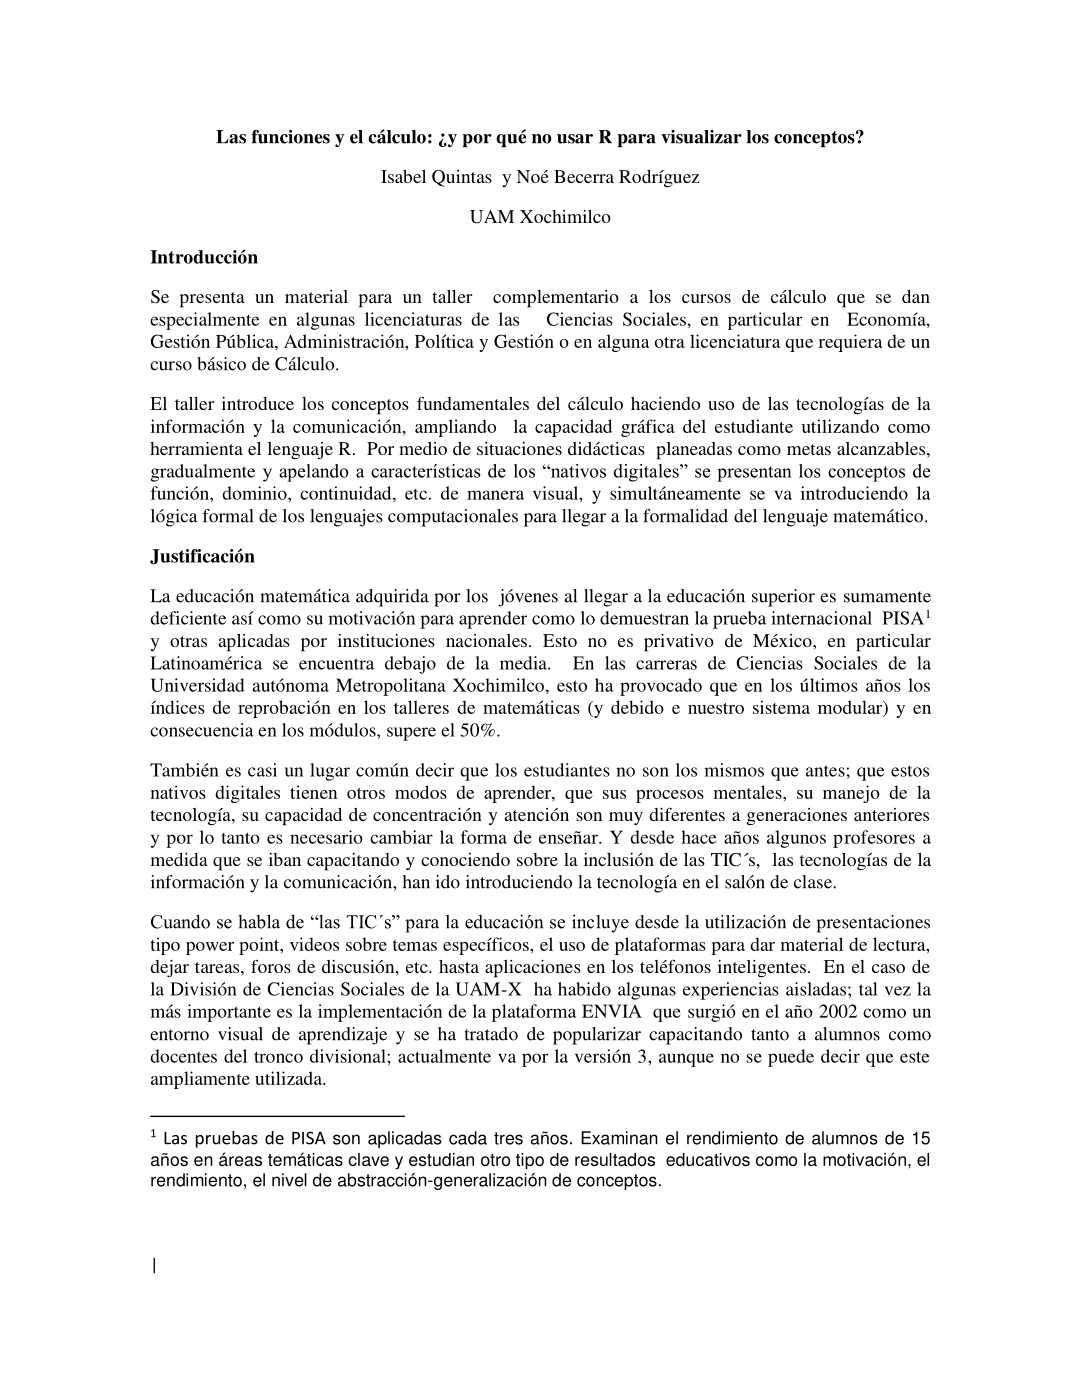 Las funciones y el cálculo: ¿y por qué no usar R para visualizar los conceptos?
Isabel Quintas  y Noé Becerra Rodríguez
UAM Xochimilco
Introducción
Se presenta un material para un taller  complementario a los cursos de cálculo que se dan
especialmente en algunas licenciaturas de las   Ciencias Sociales, en particular en  Economía,
Gestión Pública, Administración, Política y Gestión o en alguna otra licenciatura que requiera de un
curso básico de Cálculo.
El taller introduce los conceptos fundamentales del cálculo haciendo uso de las tecnologías de la
información y la comunicación, ampliando  la capacidad gráfica del estudiante utilizando como
herramienta el lenguaje R.  Por medio de situaciones didácticas  planeadas como metas alcanzables,
gradualmente y apelando a características de los “nativos digitales” se presentan los conceptos de
función, dominio, continuidad, etc. de manera visual, y simultáneamente se va introduciendo la
lógica formal de los lenguajes computacionales para llegar a la formalidad del lenguaje matemático.
Justificación
La educación matemática adquirida por los  jóvenes al llegar a la educación superior es sumamente
deficiente así como su motivación para aprender como lo demuestran la prueba internacional  PISA¹
y otras aplicadas por instituciones nacionales. Esto no es privativo de México, en particular
Latinoamérica se encuentra debajo de la media.  En las carreras de Ciencias Sociales de la
Universidad autónoma Metropolitana Xochimilco, esto ha provocado que en los últimos años los
índices de reprobación en los talleres de matemáticas (y debido e nuestro sistema modular) y en
consecuencia en los módulos, supere el 50%.
También es casi un lugar común decir que los estudiantes no son los mismos que antes; que estos
nativos digitales tienen otros modos de aprender, que sus procesos mentales, su manejo de la
tecnología, su capacidad de concentración y atención son muy diferentes a generaciones anteriores
y por lo tanto es necesario cambiar la forma de enseñar. Y desde hace años algunos profesores a
medida que se iban capacitando y conociendo sobre la inclusión de las TIC´s,  las tecnologías de la
información y la comunicación, han ido introduciendo la tecnología en el salón de clase.
Cuando se habla de “las TIC´s” para la educación se incluye desde la utilización de presentaciones
tipo power point, videos sobre temas específicos, el uso de plataformas para dar material de lectura,
dejar tareas, foros de discusión, etc. hasta aplicaciones en los teléfonos inteligentes.  En el caso de
la División de Ciencias Sociales de la UAM-X  ha habido algunas experiencias aisladas; tal vez la
más importante es la implementación de la plataforma ENVIA  que surgió en el año 2002 como un
entorno visual de aprendizaje y se ha tratado de popularizar capacitando tanto a alumnos como
docentes del tronco divisional; actualmente va por la versión 3, aunque no se puede decir que este
ampliamente utilizada.
¹ Las pruebas de PISA son aplicadas cada tres años. Examinan el rendimiento de alumnos de 15
años en áreas temáticas clave y estudian otro tipo de resultados  educativos como la motivación, el
rendimiento, el nivel de abstracción-generalización de conceptos.
|